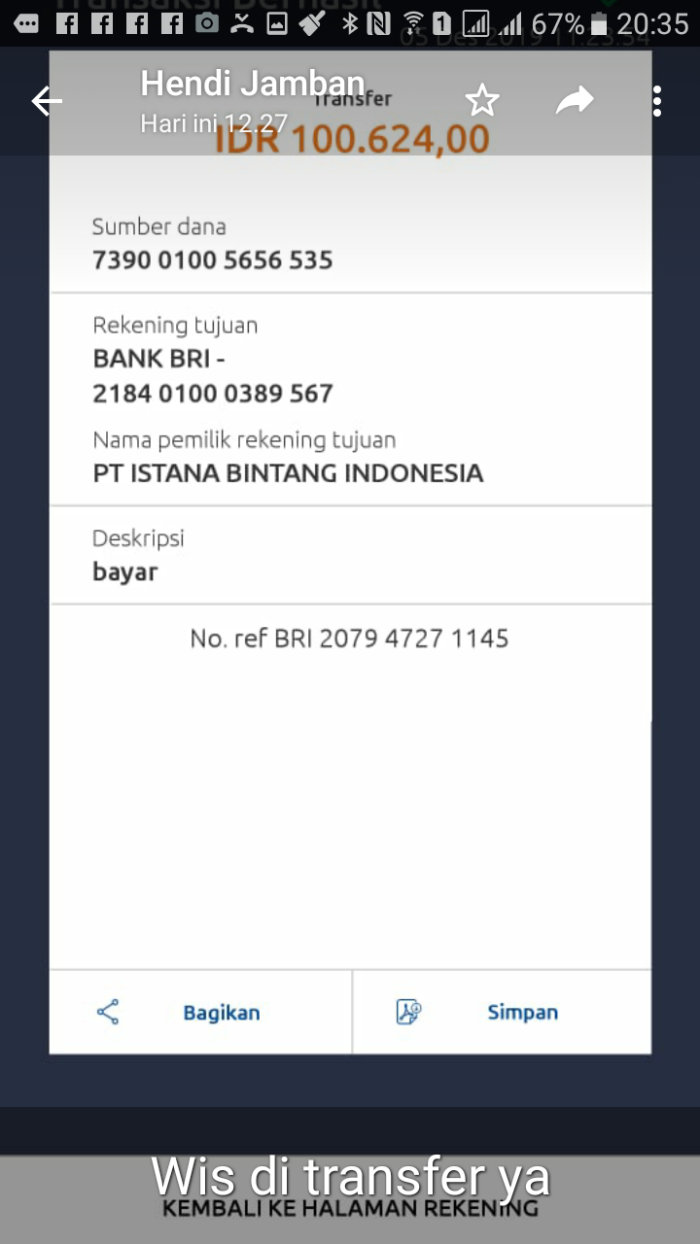 67% 20:35
Transaksi Berhasil
05 Des 2019 11:23:34
Hendi Jamban
Hari ini 12.27
Transfer
IDR 100.624,00
Sumber dana
7390 0100 5656 535
Rekening tujuan
BANK BRI -
2184 0100 0389 567
Nama pemilik rekening tujuan
PT ISTANA BINTANG INDONESIA
Deskripsi
bayar
No. ref BRI 2079 4727 1145
Bagikan
Simpan
Wis di transfer ya
KEMBALI KE HALAMAN REKENING